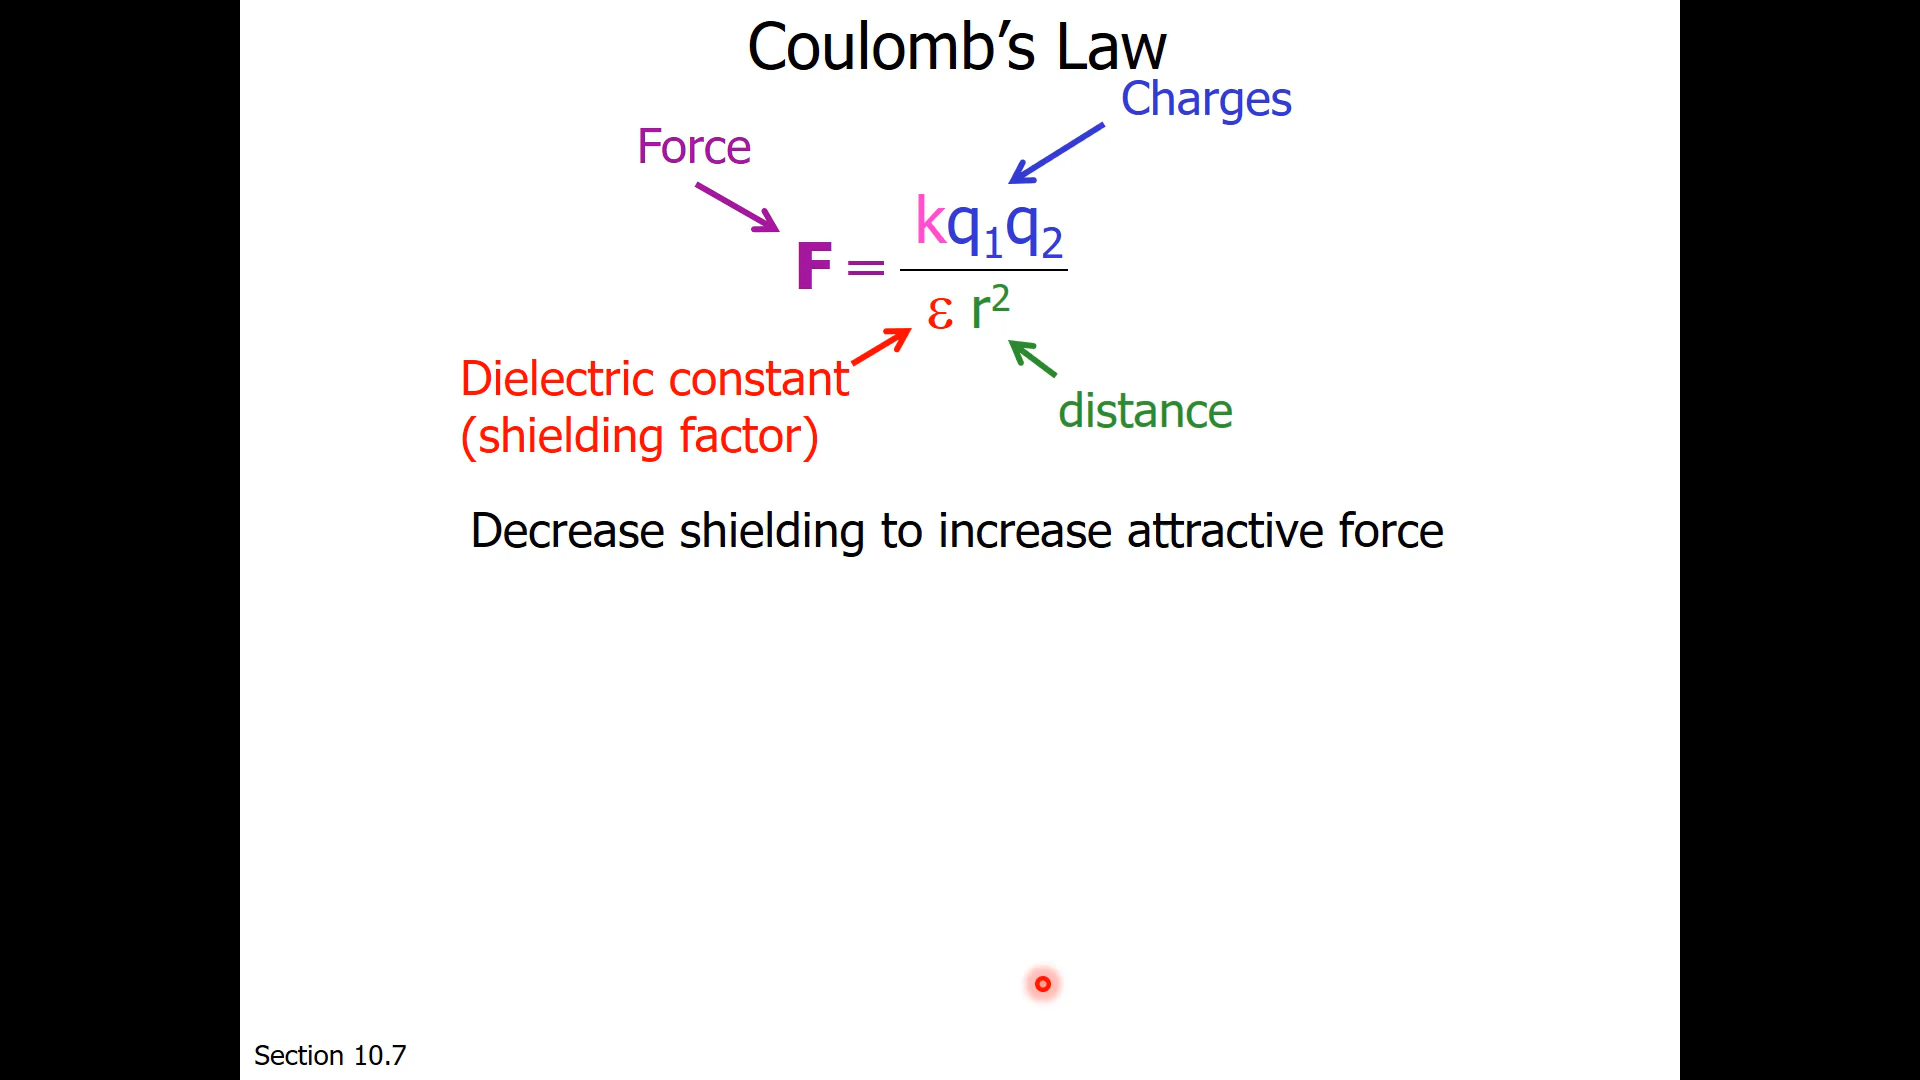 Coulomb’s Law
Charges
Force
F = kq₁q₂
ε r²
Dielectric constant
(shielding factor)
distance
Decrease shielding to increase attractive force
Section 10.7